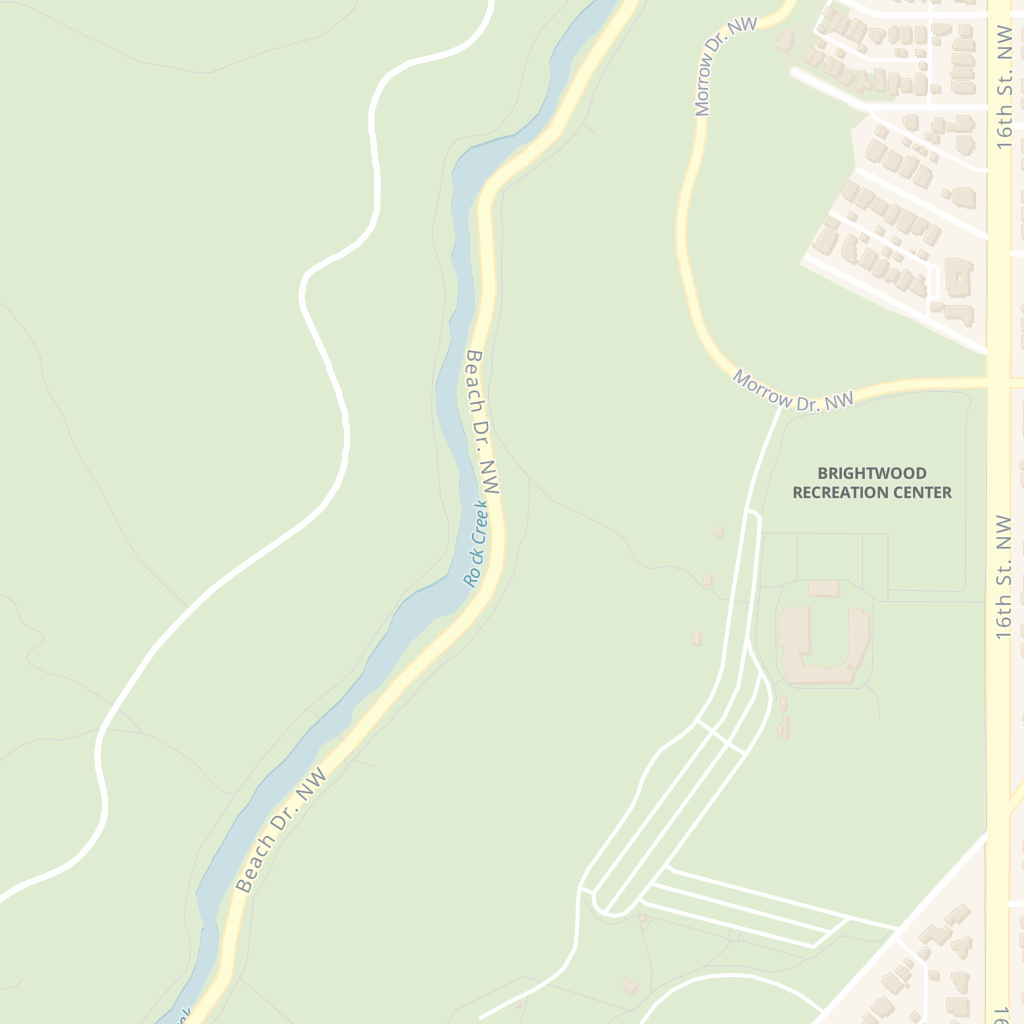 Morrow Dr. NW
16th St. NW
Beach Dr. NW
Morrow Dr. NW
BRIGHTWOOD
RECREATION CENTER
Rock Creek
16th St. NW
Beach Dr. NW